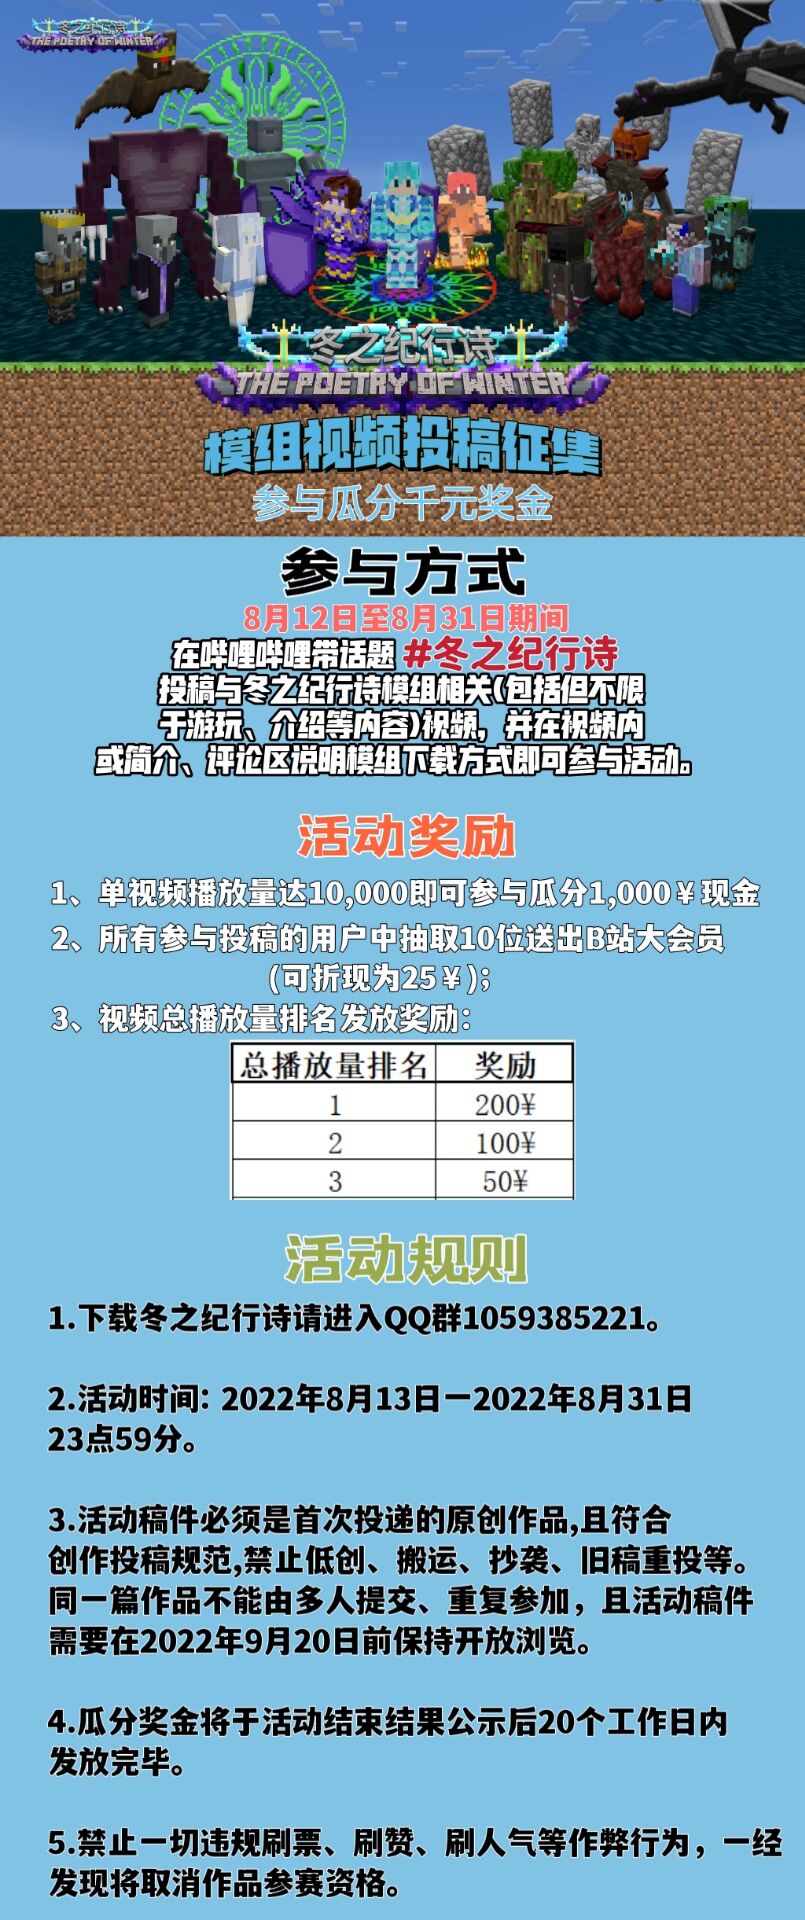 冬之纪行诗
THE POETRY OF WINTER
冬之纪行诗
THE POETRY OF WINTER
模组视频投稿征集
参与瓜分千元奖金
参与方式
8月12日至8月31日期间
在哔哩哔哩带话题 #冬之纪行诗
投稿与冬之纪行诗模组相关(包括但不限
于游玩、介绍等内容)视频，并在视频内
或简介、评论区说明模组下载方式即可参与活动。
活动奖励
1、单视频播放量达10,000即可参与瓜分1,000￥现金
2、所有参与投稿的用户中抽取10位送出B站大会员
(可折现为25￥);
3、视频总播放量排名发放奖励:
总播放量排名 奖励
1 200¥
2 100¥
3 50¥
活动规则
1.下载冬之纪行诗请进入QQ群1059385221。
2.活动时间: 2022年8月13日一2022年8月31日
23点59分。
3.活动稿件必须是首次投递的原创作品,且符合
创作投稿规范,禁止低创、搬运、抄袭、旧稿重投等。
同一篇作品不能由多人提交、重复参加，且活动稿件
需要在2022年9月20日前保持开放浏览。
4.瓜分奖金将于活动结束结果公示后20个工作日内
发放完毕。
5.禁止一切违规刷票、刷赞、刷人气等作弊行为，一经
发现将取消作品参赛资格。